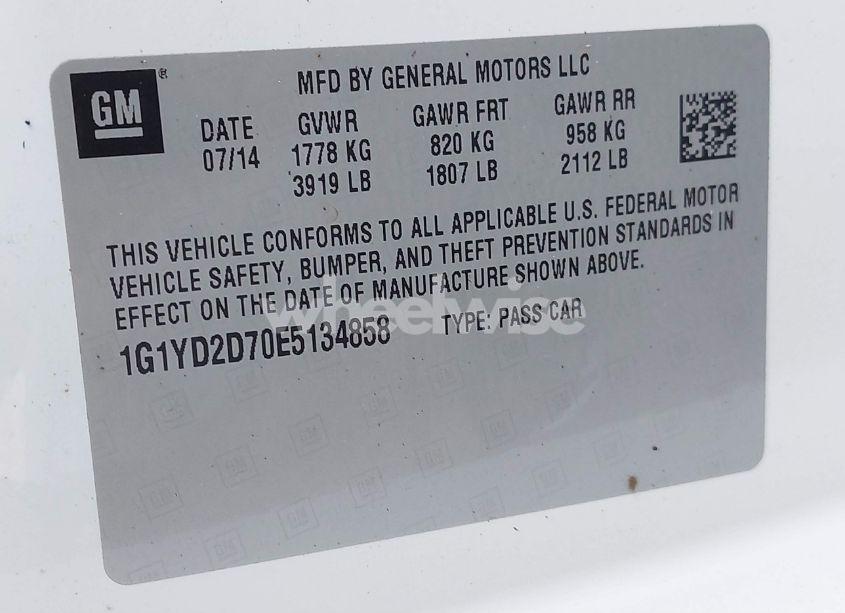 GM ®
MFD BY GENERAL MOTORS LLC
DATE GVWR GAWR FRT GAWR RR
07/14 1778 KG 820 KG 958 KG
3919 LB 1807 LB 2112 LB
THIS VEHICLE CONFORMS TO ALL APPLICABLE U.S. FEDERAL MOTOR
VEHICLE SAFETY, BUMPER, AND THEFT PREVENTION STANDARDS IN
EFFECT ON THE DATE OF MANUFACTURE SHOWN ABOVE.
wheelwise
1G1YD2D70E5134858 TYPE: PASS CAR